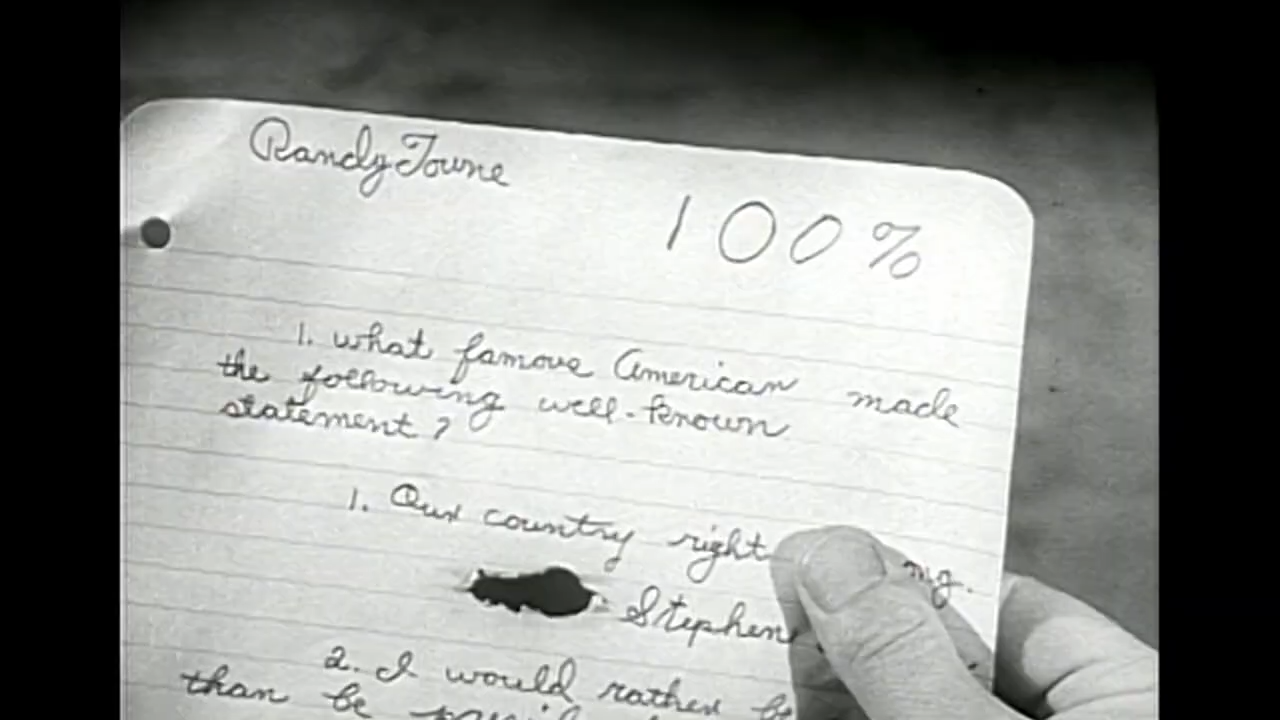 Randy Towne
100%
1. what famous American made
the following well-known
statement?
1. Our country right
Stephen
2. I would rather be
than be